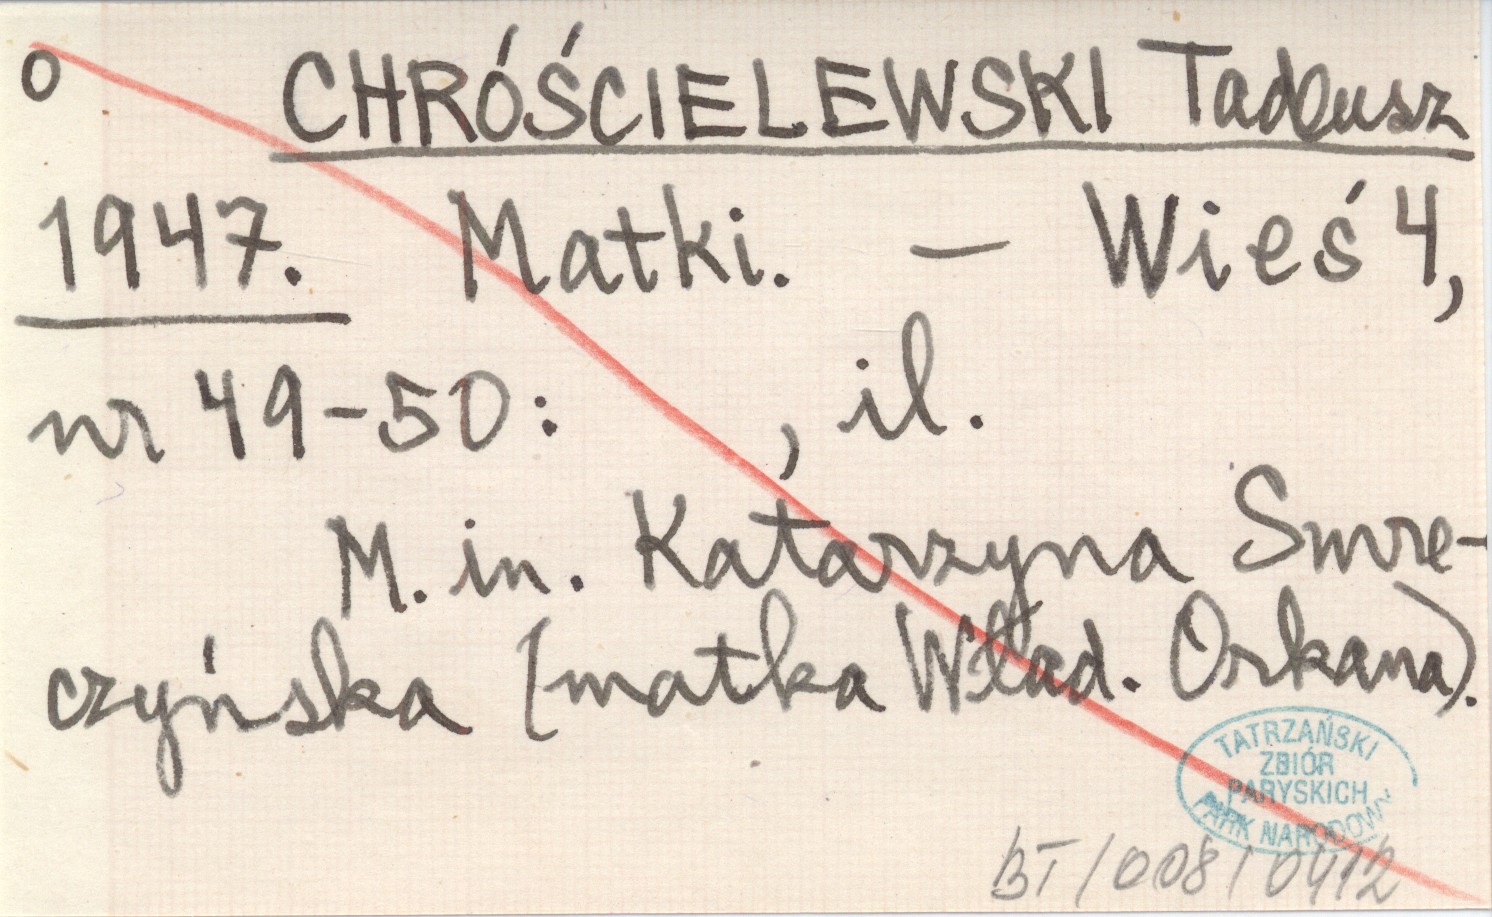 o CHRÓŚCIELEWSKI Tadeusz
1947. Matki. — Wieś 4,
nr 49-50: , il.
M. in. Katarzyna Smre-
czyńska (matka Wład. Orkana).
TATRZAŃSKI
ZBIÓR
PARYSKICH
PARK NARODOWY
BT/008/0412